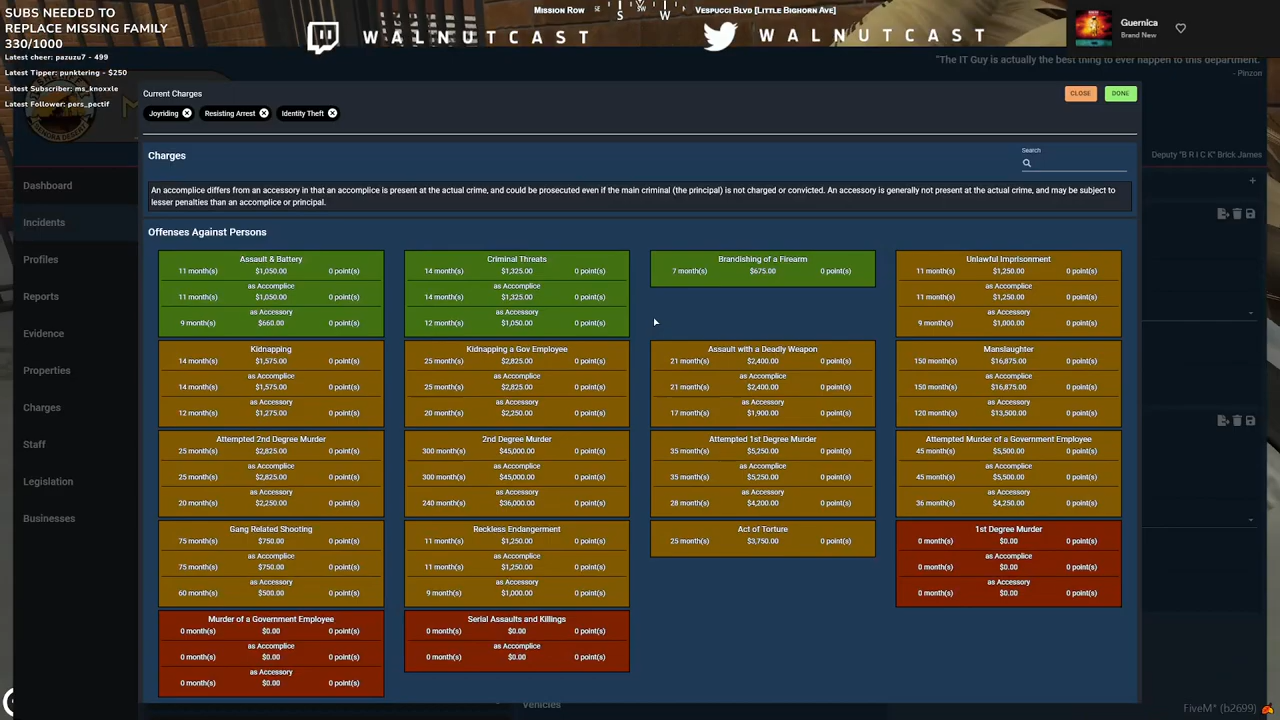 SUBS NEEDED TO
REPLACE MISSING FAMILY
330/1000
Latest cheer: pazuzu7 - 499
Latest Tipper: punktering - $250
Latest Subscriber: ms_knoxxle
Latest Follower: pers_pectif
Mission Row
SE
S
SW
W
Vespucci Blvd [Little Bighorn Ave]
WALNUTCAST
WALNUTCAST
Guernica
Brand New
"The IT Guy is actually the best thing to ever happen to this department.
- Pinzon
Deputy "B R I C K" Brick James
Dashboard
Incidents
Profiles
Reports
Evidence
Properties
Charges
Staff
Legislation
Businesses
Current Charges
CLOSE
DONE
Joyriding
Resisting Arrest
Identity Theft
Charges
Search
An accomplice differs from an accessory in that an accomplice is present at the actual crime, and could be prosecuted even if the main criminal (the principal) is not charged or convicted. An accessory is generally not present at the actual crime, and may be subject to
lesser penalties than an accomplice or principal.
Offenses Against Persons
Assault & Battery
11 month(s) $1,050.00 0 point(s)
as Accomplice
11 month(s) $1,050.00 0 point(s)
as Accessory
9 month(s) $660.00 0 point(s)
Criminal Threats
14 month(s) $1,325.00 0 point(s)
as Accomplice
14 month(s) $1,325.00 0 point(s)
as Accessory
12 month(s) $1,050.00 0 point(s)
Brandishing of a Firearm
7 month(s) $675.00 0 point(s)
Unlawful Imprisonment
11 month(s) $1,250.00 0 point(s)
as Accomplice
11 month(s) $1,250.00 0 point(s)
as Accessory
9 month(s) $1,000.00 0 point(s)
Kidnapping
14 month(s) $1,575.00 0 point(s)
as Accomplice
14 month(s) $1,575.00 0 point(s)
as Accessory
12 month(s) $1,275.00 0 point(s)
Kidnapping a Gov Employee
25 month(s) $2,825.00 0 point(s)
as Accomplice
25 month(s) $2,825.00 0 point(s)
as Accessory
20 month(s) $2,250.00 0 point(s)
Assault with a Deadly Weapon
21 month(s) $2,400.00 0 point(s)
as Accomplice
21 month(s) $2,400.00 0 point(s)
as Accessory
17 month(s) $1,900.00 0 point(s)
Manslaughter
150 month(s) $16,875.00 0 point(s)
as Accomplice
150 month(s) $16,875.00 0 point(s)
as Accessory
120 month(s) $13,500.00 0 point(s)
Attempted 2nd Degree Murder
25 month(s) $2,825.00 0 point(s)
as Accomplice
25 month(s) $2,825.00 0 point(s)
as Accessory
20 month(s) $2,250.00 0 point(s)
2nd Degree Murder
300 month(s) $45,000.00 0 point(s)
as Accomplice
300 month(s) $45,000.00 0 point(s)
as Accessory
240 month(s) $36,000.00 0 point(s)
Attempted 1st Degree Murder
35 month(s) $5,250.00 0 point(s)
as Accomplice
35 month(s) $5,250.00 0 point(s)
as Accessory
28 month(s) $4,200.00 0 point(s)
Attempted Murder of a Government Employee
45 month(s) $5,500.00 0 point(s)
as Accomplice
45 month(s) $5,500.00 0 point(s)
as Accessory
36 month(s) $4,250.00 0 point(s)
Gang Related Shooting
75 month(s) $750.00 0 point(s)
as Accomplice
75 month(s) $750.00 0 point(s)
as Accessory
60 month(s) $500.00 0 point(s)
Reckless Endangerment
11 month(s) $1,250.00 0 point(s)
as Accomplice
11 month(s) $1,250.00 0 point(s)
as Accessory
9 month(s) $1,000.00 0 point(s)
Act of Torture
25 month(s) $3,750.00 0 point(s)
1st Degree Murder
0 month(s) $0.00 0 point(s)
as Accomplice
0 month(s) $0.00 0 point(s)
as Accessory
0 month(s) $0.00 0 point(s)
Murder of a Government Employee
0 month(s) $0.00 0 point(s)
as Accomplice
0 month(s) $0.00 0 point(s)
as Accessory
0 month(s) $0.00 0 point(s)
Serial Assaults and Killings
0 month(s) $0.00 0 point(s)
as Accomplice
0 month(s) $0.00 0 point(s)
Vehicles
FiveM* (b2699)